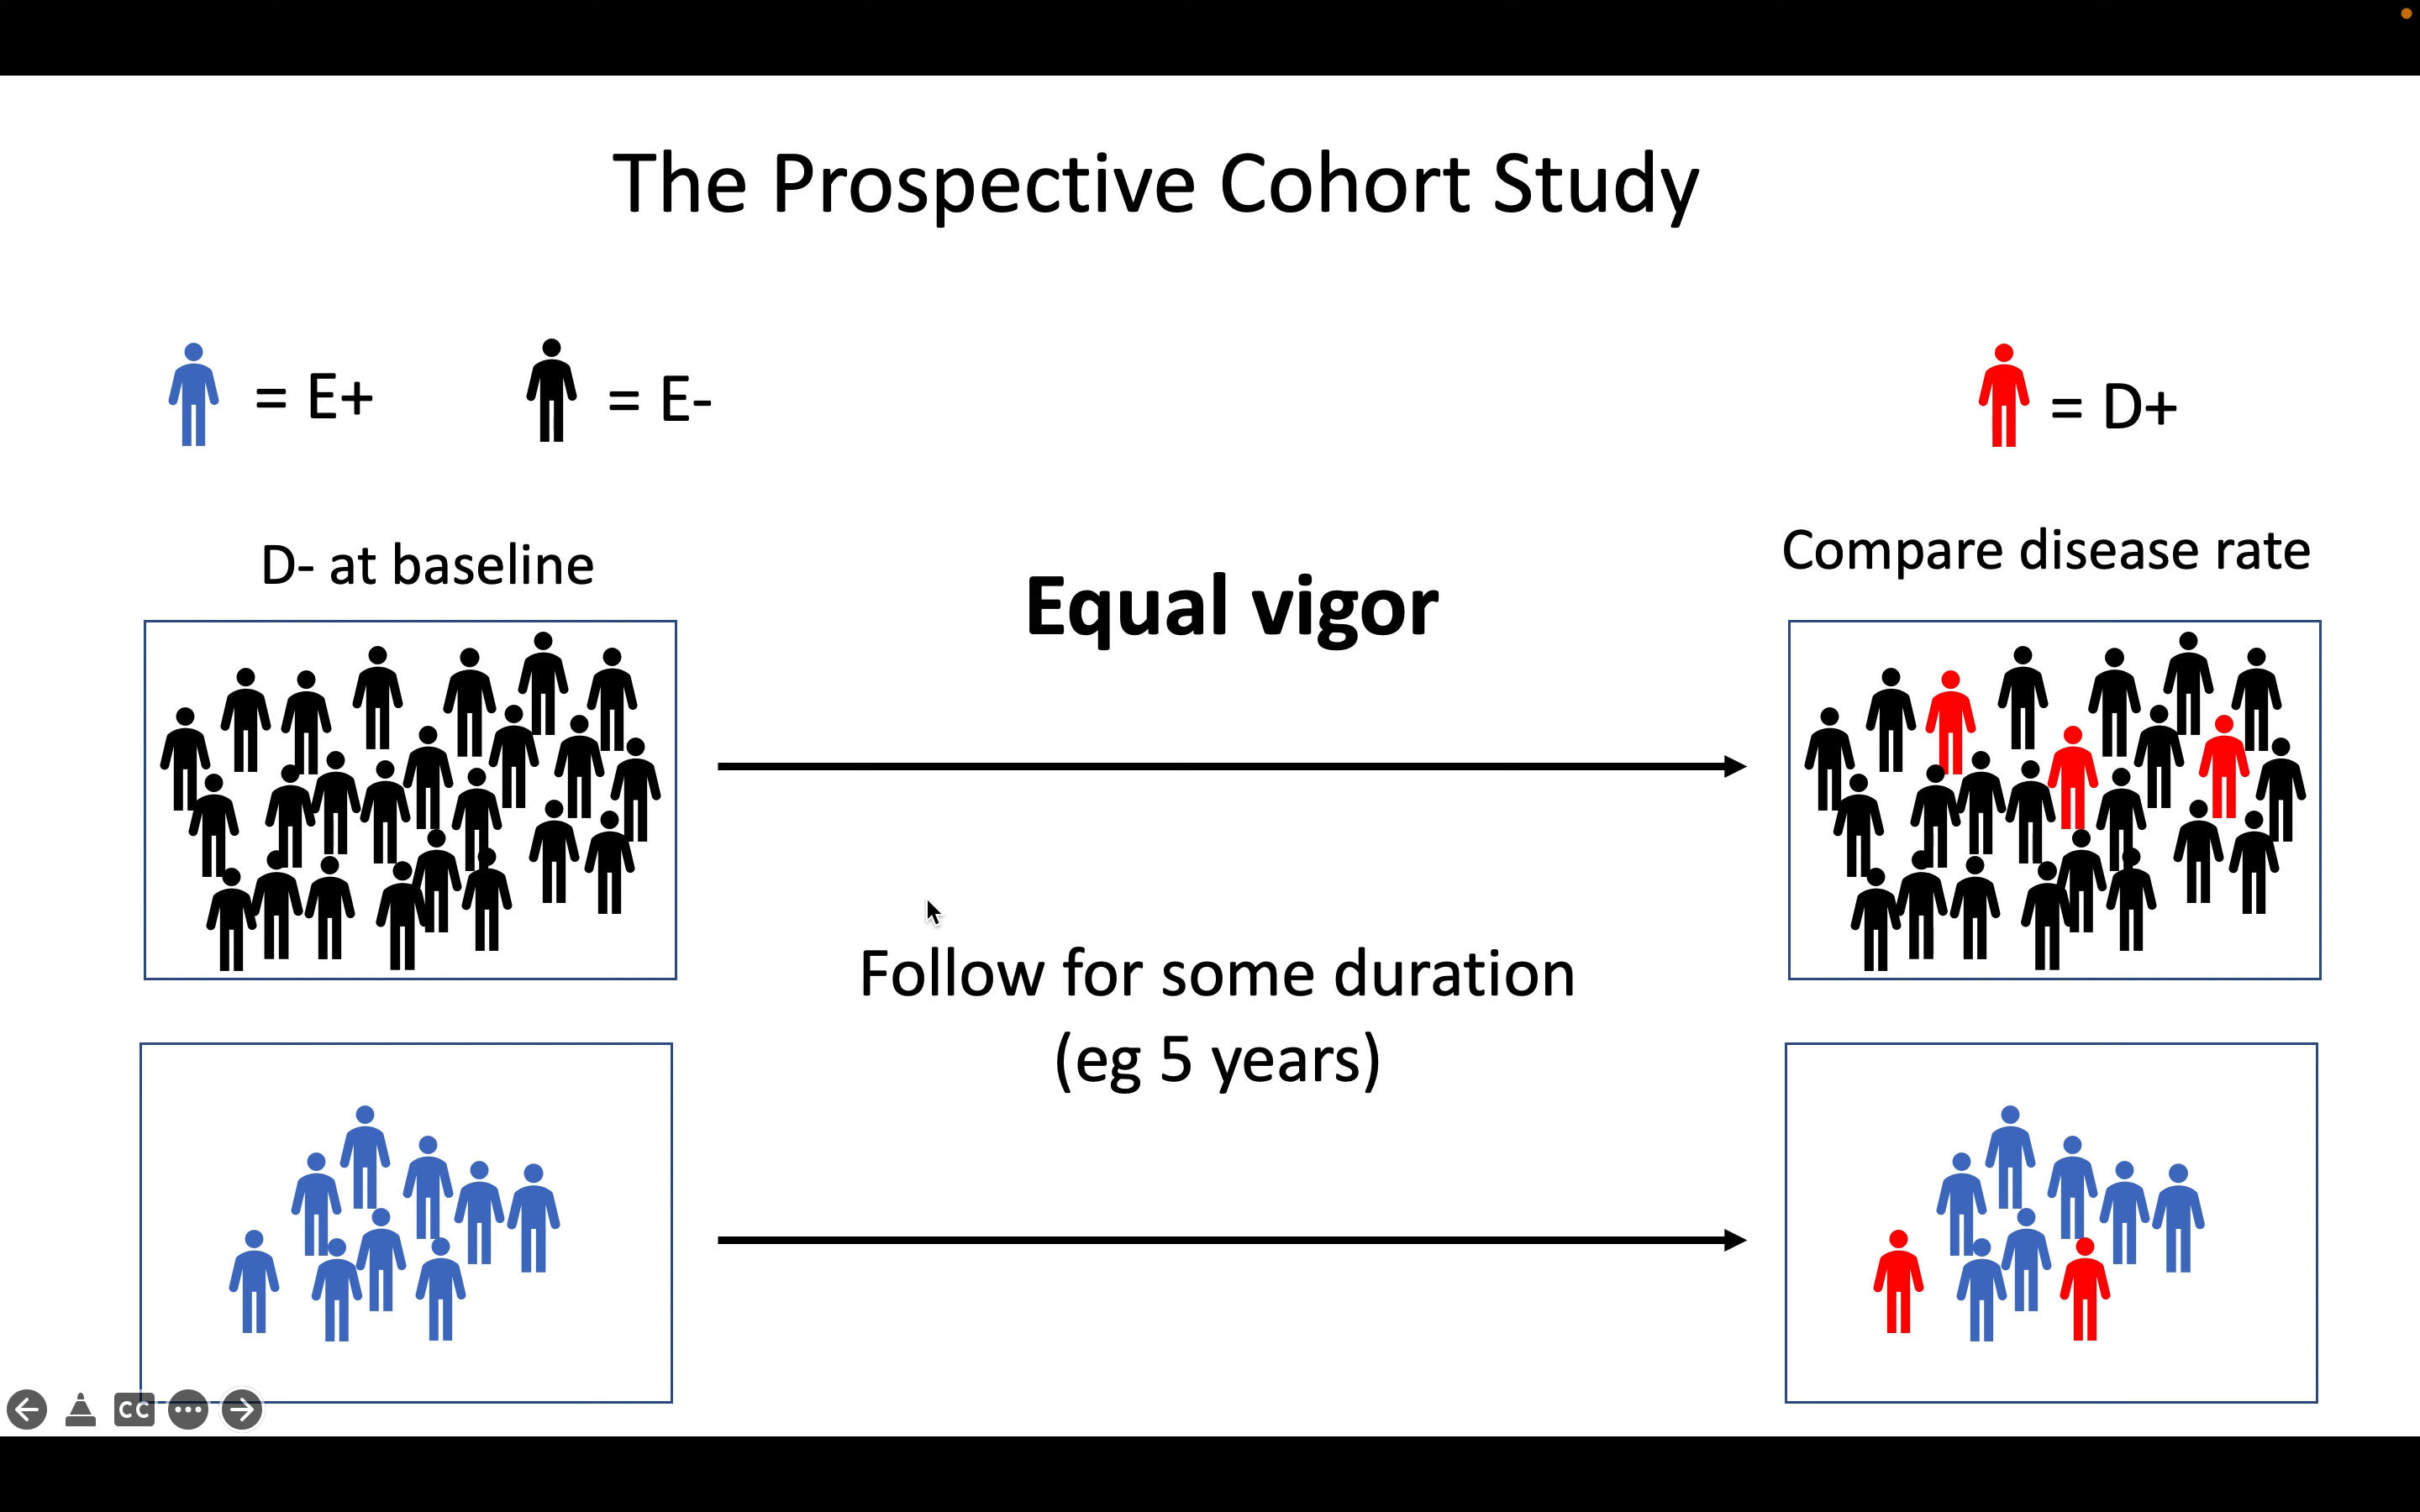 The Prospective Cohort Study
= E+
= E-
= D+
D- at baseline
Equal vigor
Compare disease rate
Follow for some duration
(eg 5 years)
CC